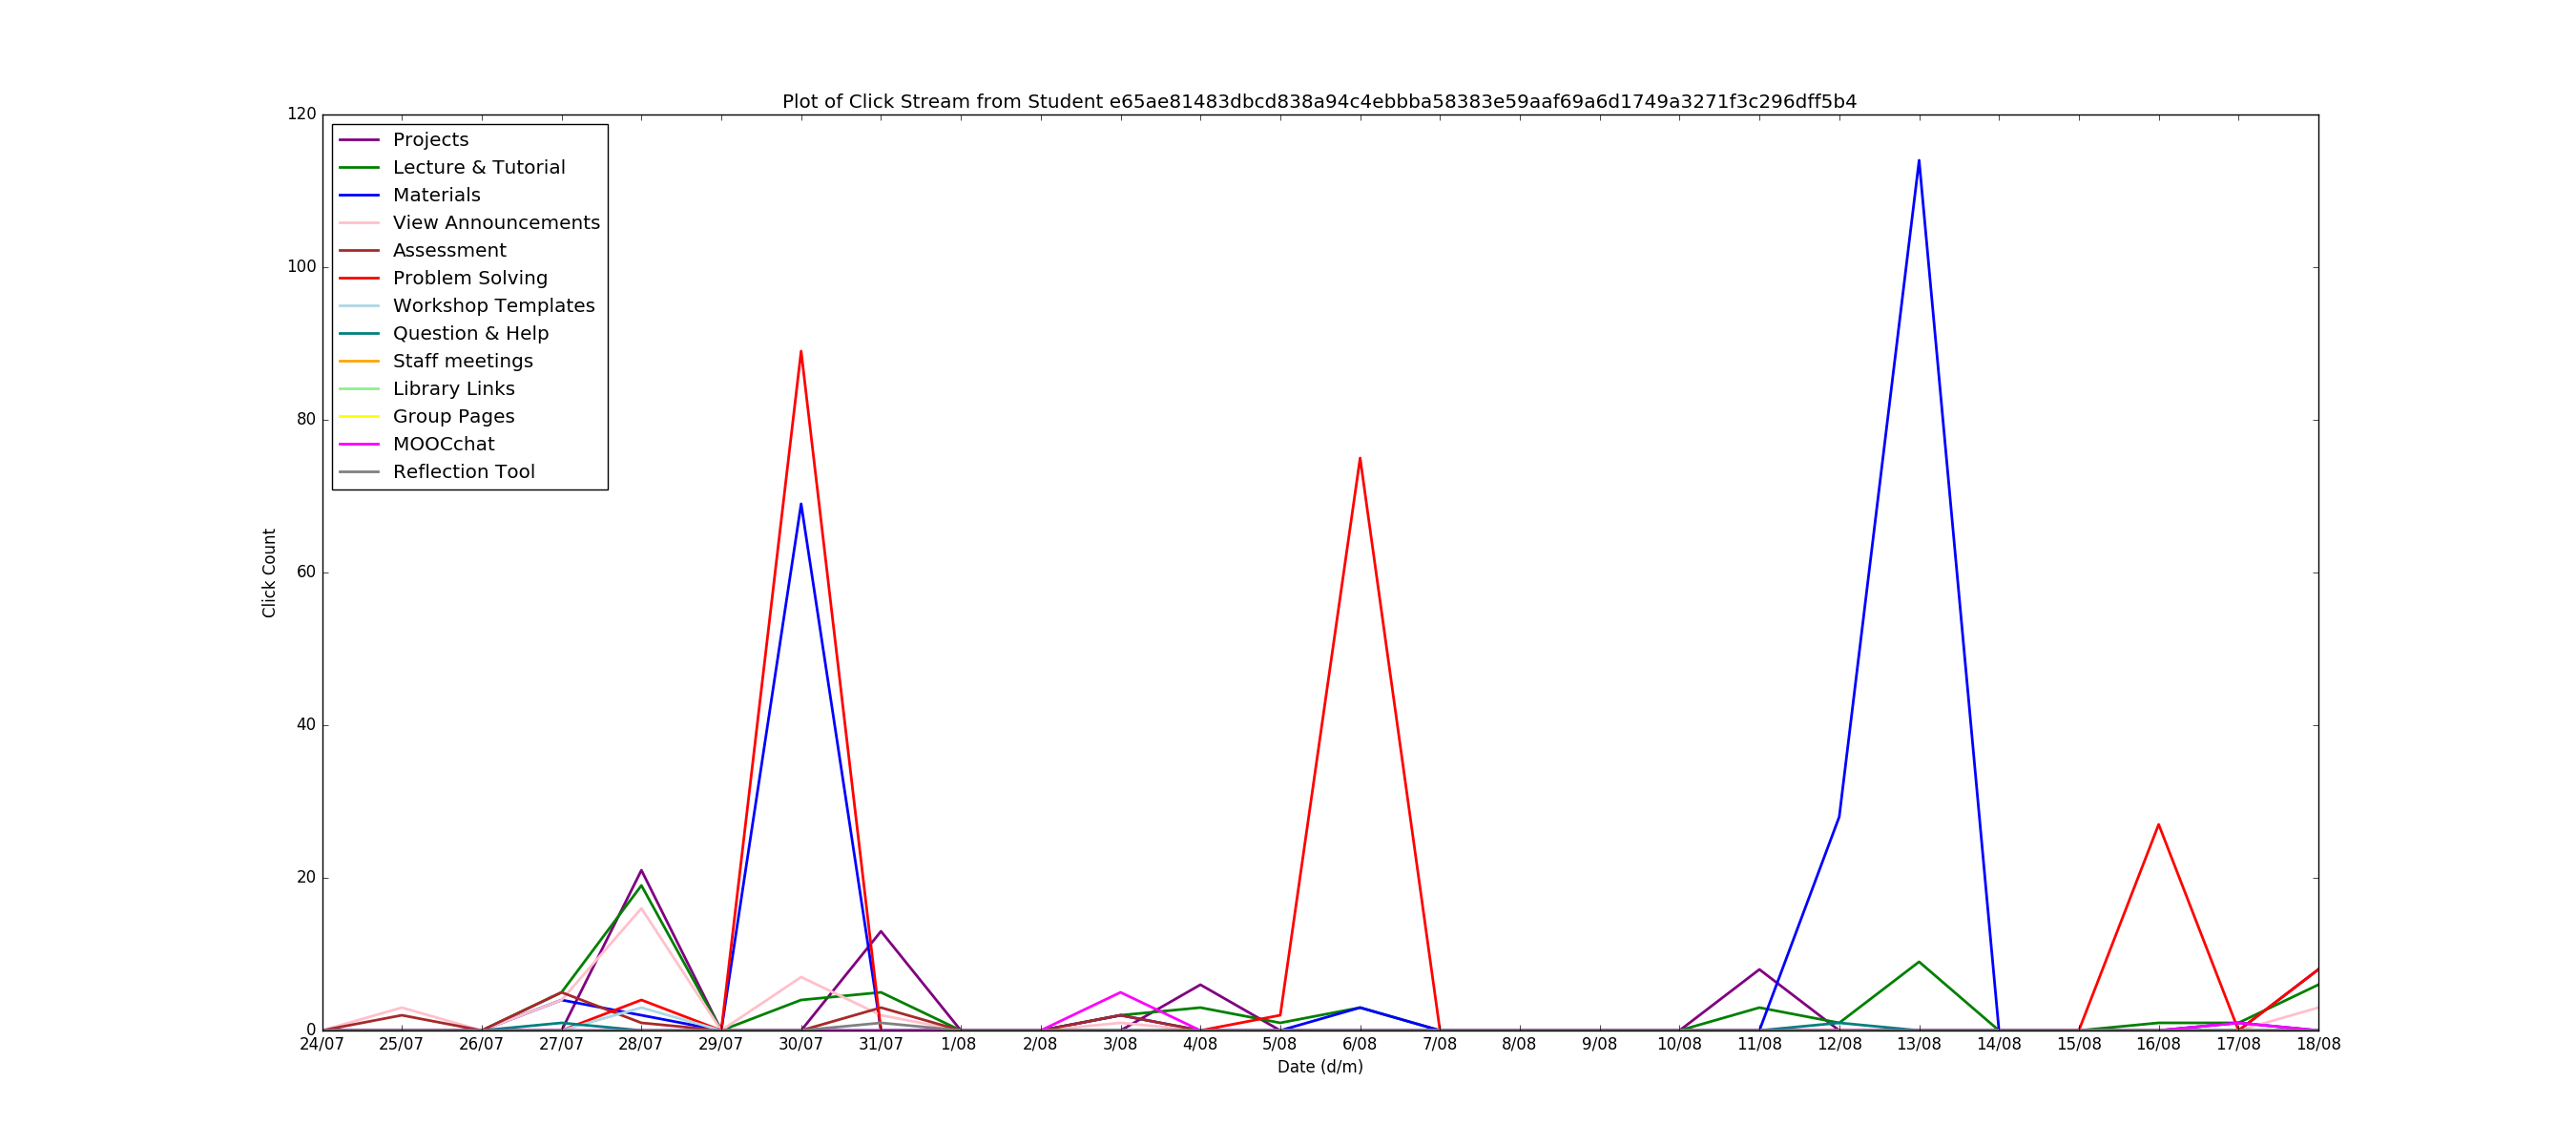 Plot of Click Stream from Student e65ae81483dbcd838a94c4ebbba58383e59aaf69a6d1749a3271f3c296dff5b4
120
100
80
60
40
20
0
Click Count
Projects
Lecture & Tutorial
Materials
View Announcements
Assessment
Problem Solving
Workshop Templates
Question & Help
Staff meetings
Library Links
Group Pages
MOOCchat
Reflection Tool
24/07 25/07 26/07 27/07 28/07 29/07 30/07 31/07 1/08 2/08 3/08 4/08 5/08 6/08 7/08 8/08 9/08 10/08 11/08 12/08 13/08 14/08 15/08 16/08 17/08 18/08
Date (d/m)